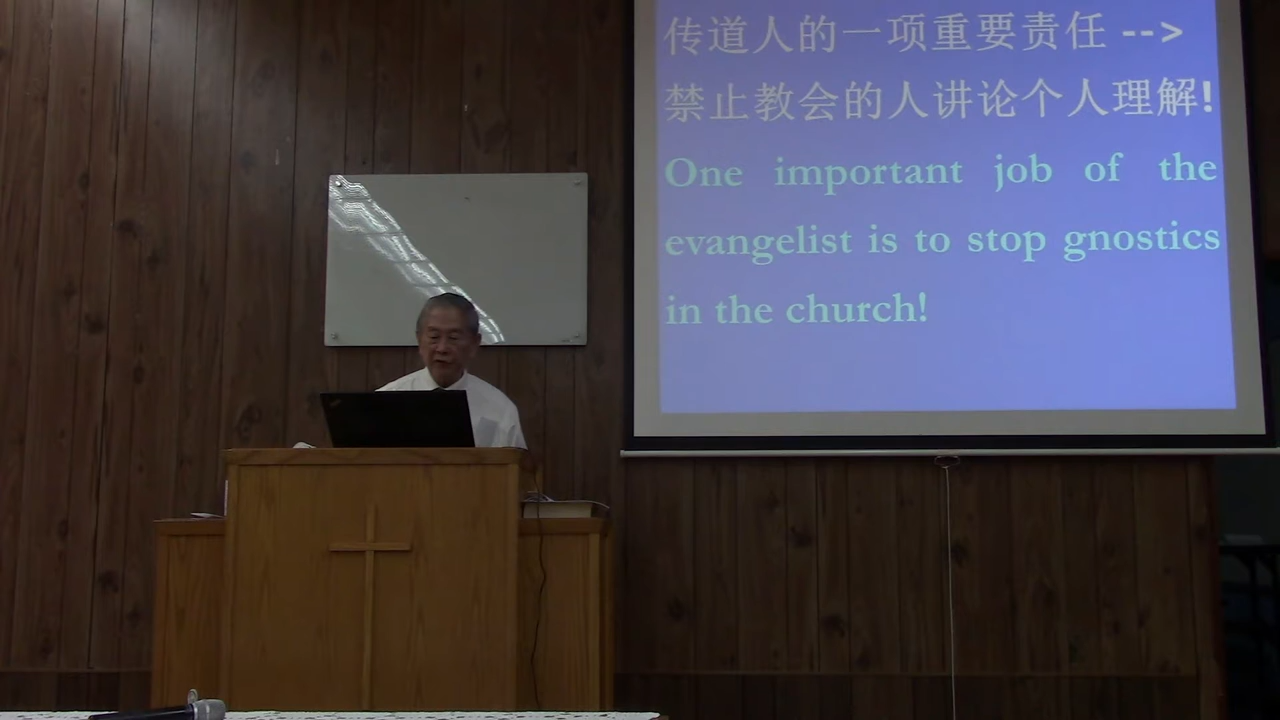 传道人的一项重要责任 -->
禁止教会的人讲论个人理解!
One important job of the
evangelist is to stop gnostics
in the church!